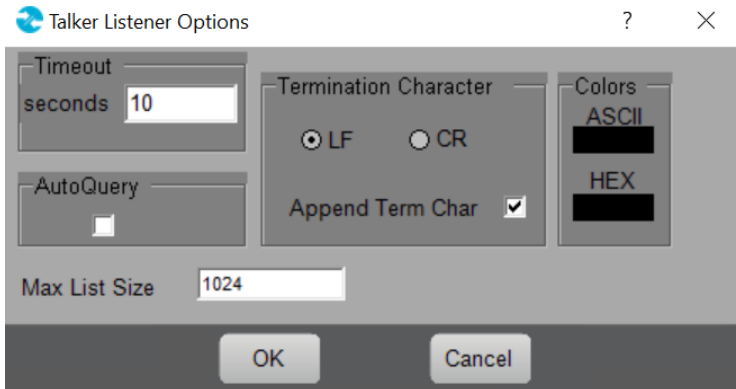 Talker Listener Options
?
Timeout
seconds 10
AutoQuery
Termination Character
LF CR
Append Term Char
Colors
ASCII
HEX
Max List Size 1024
OK Cancel